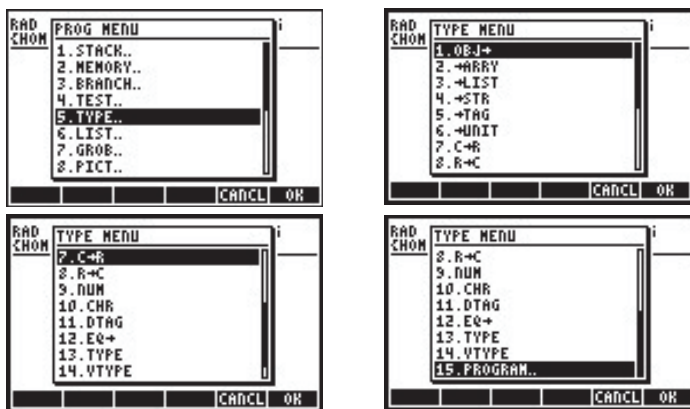 RAD
CHOM
PROG MENU
1.STACK..
2.MEMORY..
3.BRANCH..
4.TEST..
5.TYPE..
6.LIST..
7.GROB..
8.PICT..
CANCL OK
RAD
CHOM
TYPE MENU
1.OBJ→
2.→ARRY
3.→LIST
4.→STR
5.→TAG
6.→UNIT
7.C→R
8.R→C
CANCL OK
RAD
CHOM
TYPE MENU
7.C→R
8.R→C
9.NUM
10.CHR
11.DTAG
12.EQ→
13.TYPE
14.VTYPE
CANCL OK
RAD
CHOM
TYPE MENU
8.R→C
9.NUM
10.CHR
11.DTAG
12.EQ→
13.TYPE
14.VTYPE
15.PROGRAM..
CANCL OK